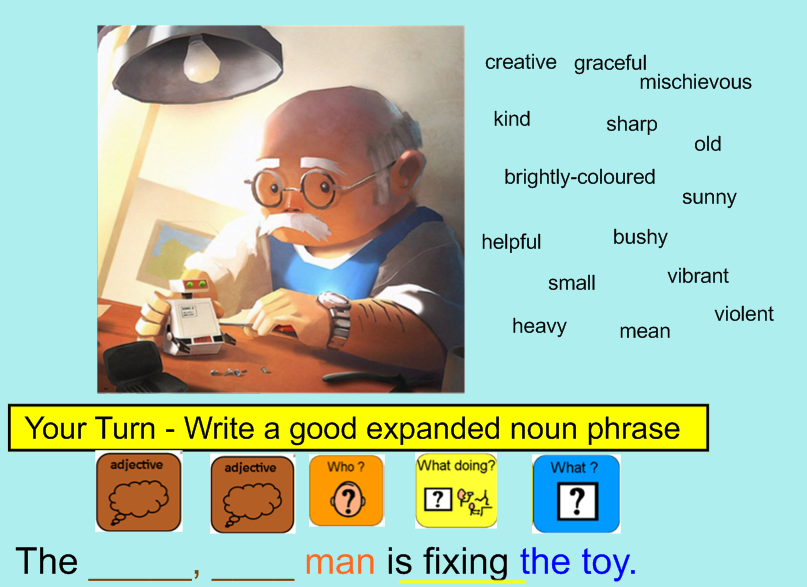 creative graceful
mischievous
kind
sharp
old
brightly-coloured
sunny
helpful
bushy
small
vibrant
violent
heavy
mean
Your Turn - Write a good expanded noun phrase
adjective adjective Who ? What doing? What ?
? ? ?
The _____, ____ man is fixing the toy.